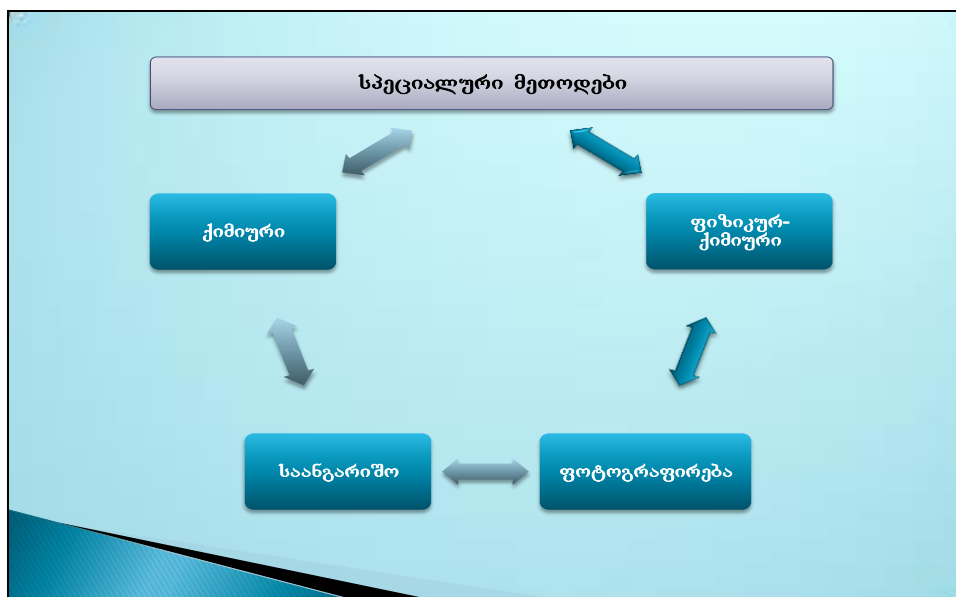 სპეციალური მეთოდები
ქიმიური
ფიზიკურ-
ქიმიური
საანგარიშო
ფოტოგრაფირება